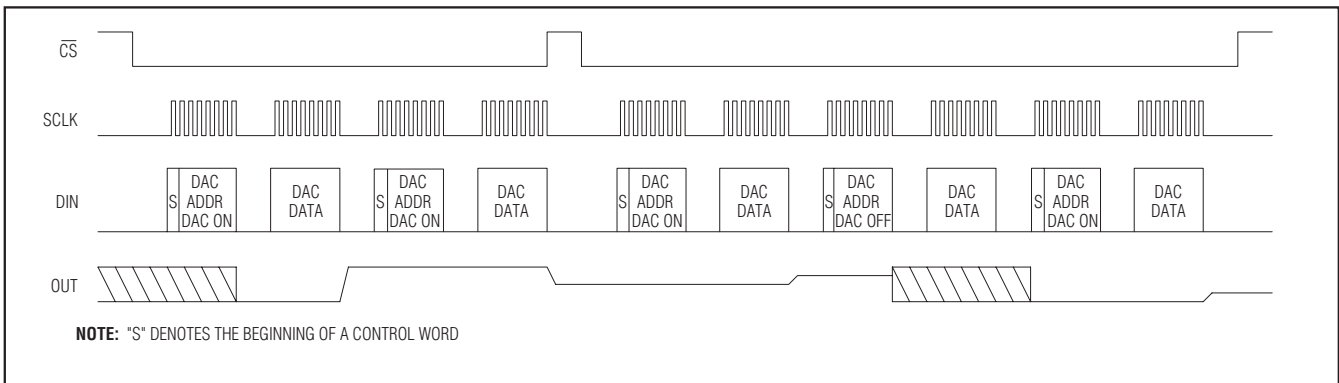 CS
SCLK
DIN
S
DAC
ADDR
DAC ON
DAC
DATA
S
DAC
ADDR
DAC ON
DAC
DATA
S
DAC
ADDR
DAC ON
DAC
DATA
S
DAC
ADDR
DAC OFF
DAC
DATA
S
DAC
ADDR
DAC ON
DAC
DATA
OUT
NOTE: "S" DENOTES THE BEGINNING OF A CONTROL WORD